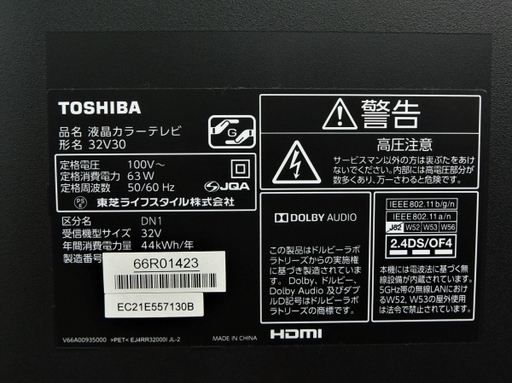 TOSHIBA
品名 液晶カラーテレビ
形名 32V30
G
定格電圧 100V~
定格消費電力 63W
定格周波数 50/60 Hz
JQA
東芝ライフスタイル株式会社
区分名 DN1
受信機型サイズ 32V
年間消費電力量 44kWh/年
製造番号
66R01423
EC21E557130B
V66A00935000 >PET< EJ4RR32000I JL-2
警告
高圧注意
サービスマン以外の方は裏ぶたをあけ
ないでください。内部には高電圧部分が
数多くあり、万一さわると危険です。
DOLBY AUDIO
この製品はドルビーラボ
ラトリーズからの実施権
に基づき製造されてい
ます。Dolby、ドルビー、
Dolby Audio 及びダブ
ルD記号はドルビーラボ
ラトリーズの商標です。
HDMI
IEEE802.11b/g/n
IEEE802.11a/n
J52 W52 W53 W56
2.4DS/OF4
本機には電波法に基づく無
線設備が内蔵されています。
5GHz帯の無線LANにおけ
るW52、W53の屋外使用
は法令で禁止されています。
MADE IN CHINA